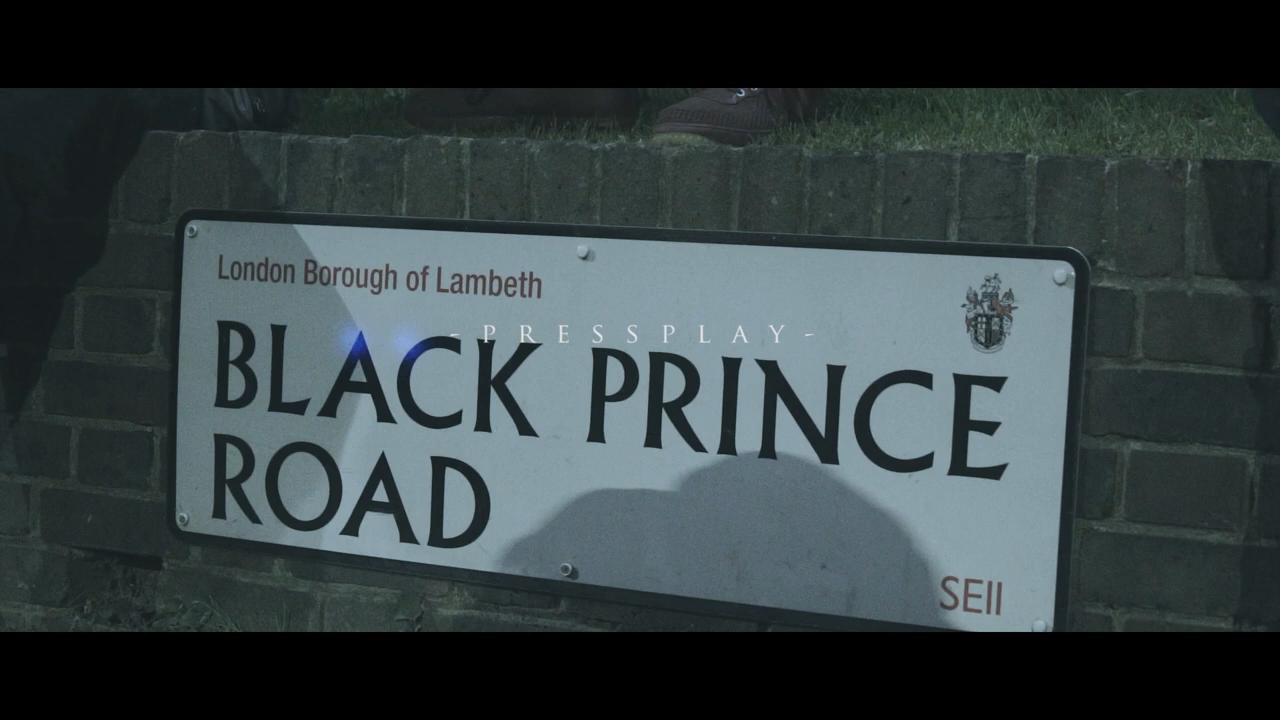 London Borough of Lambeth
- PRESSPLAY -
BLACK PRINCE
ROAD
SE11